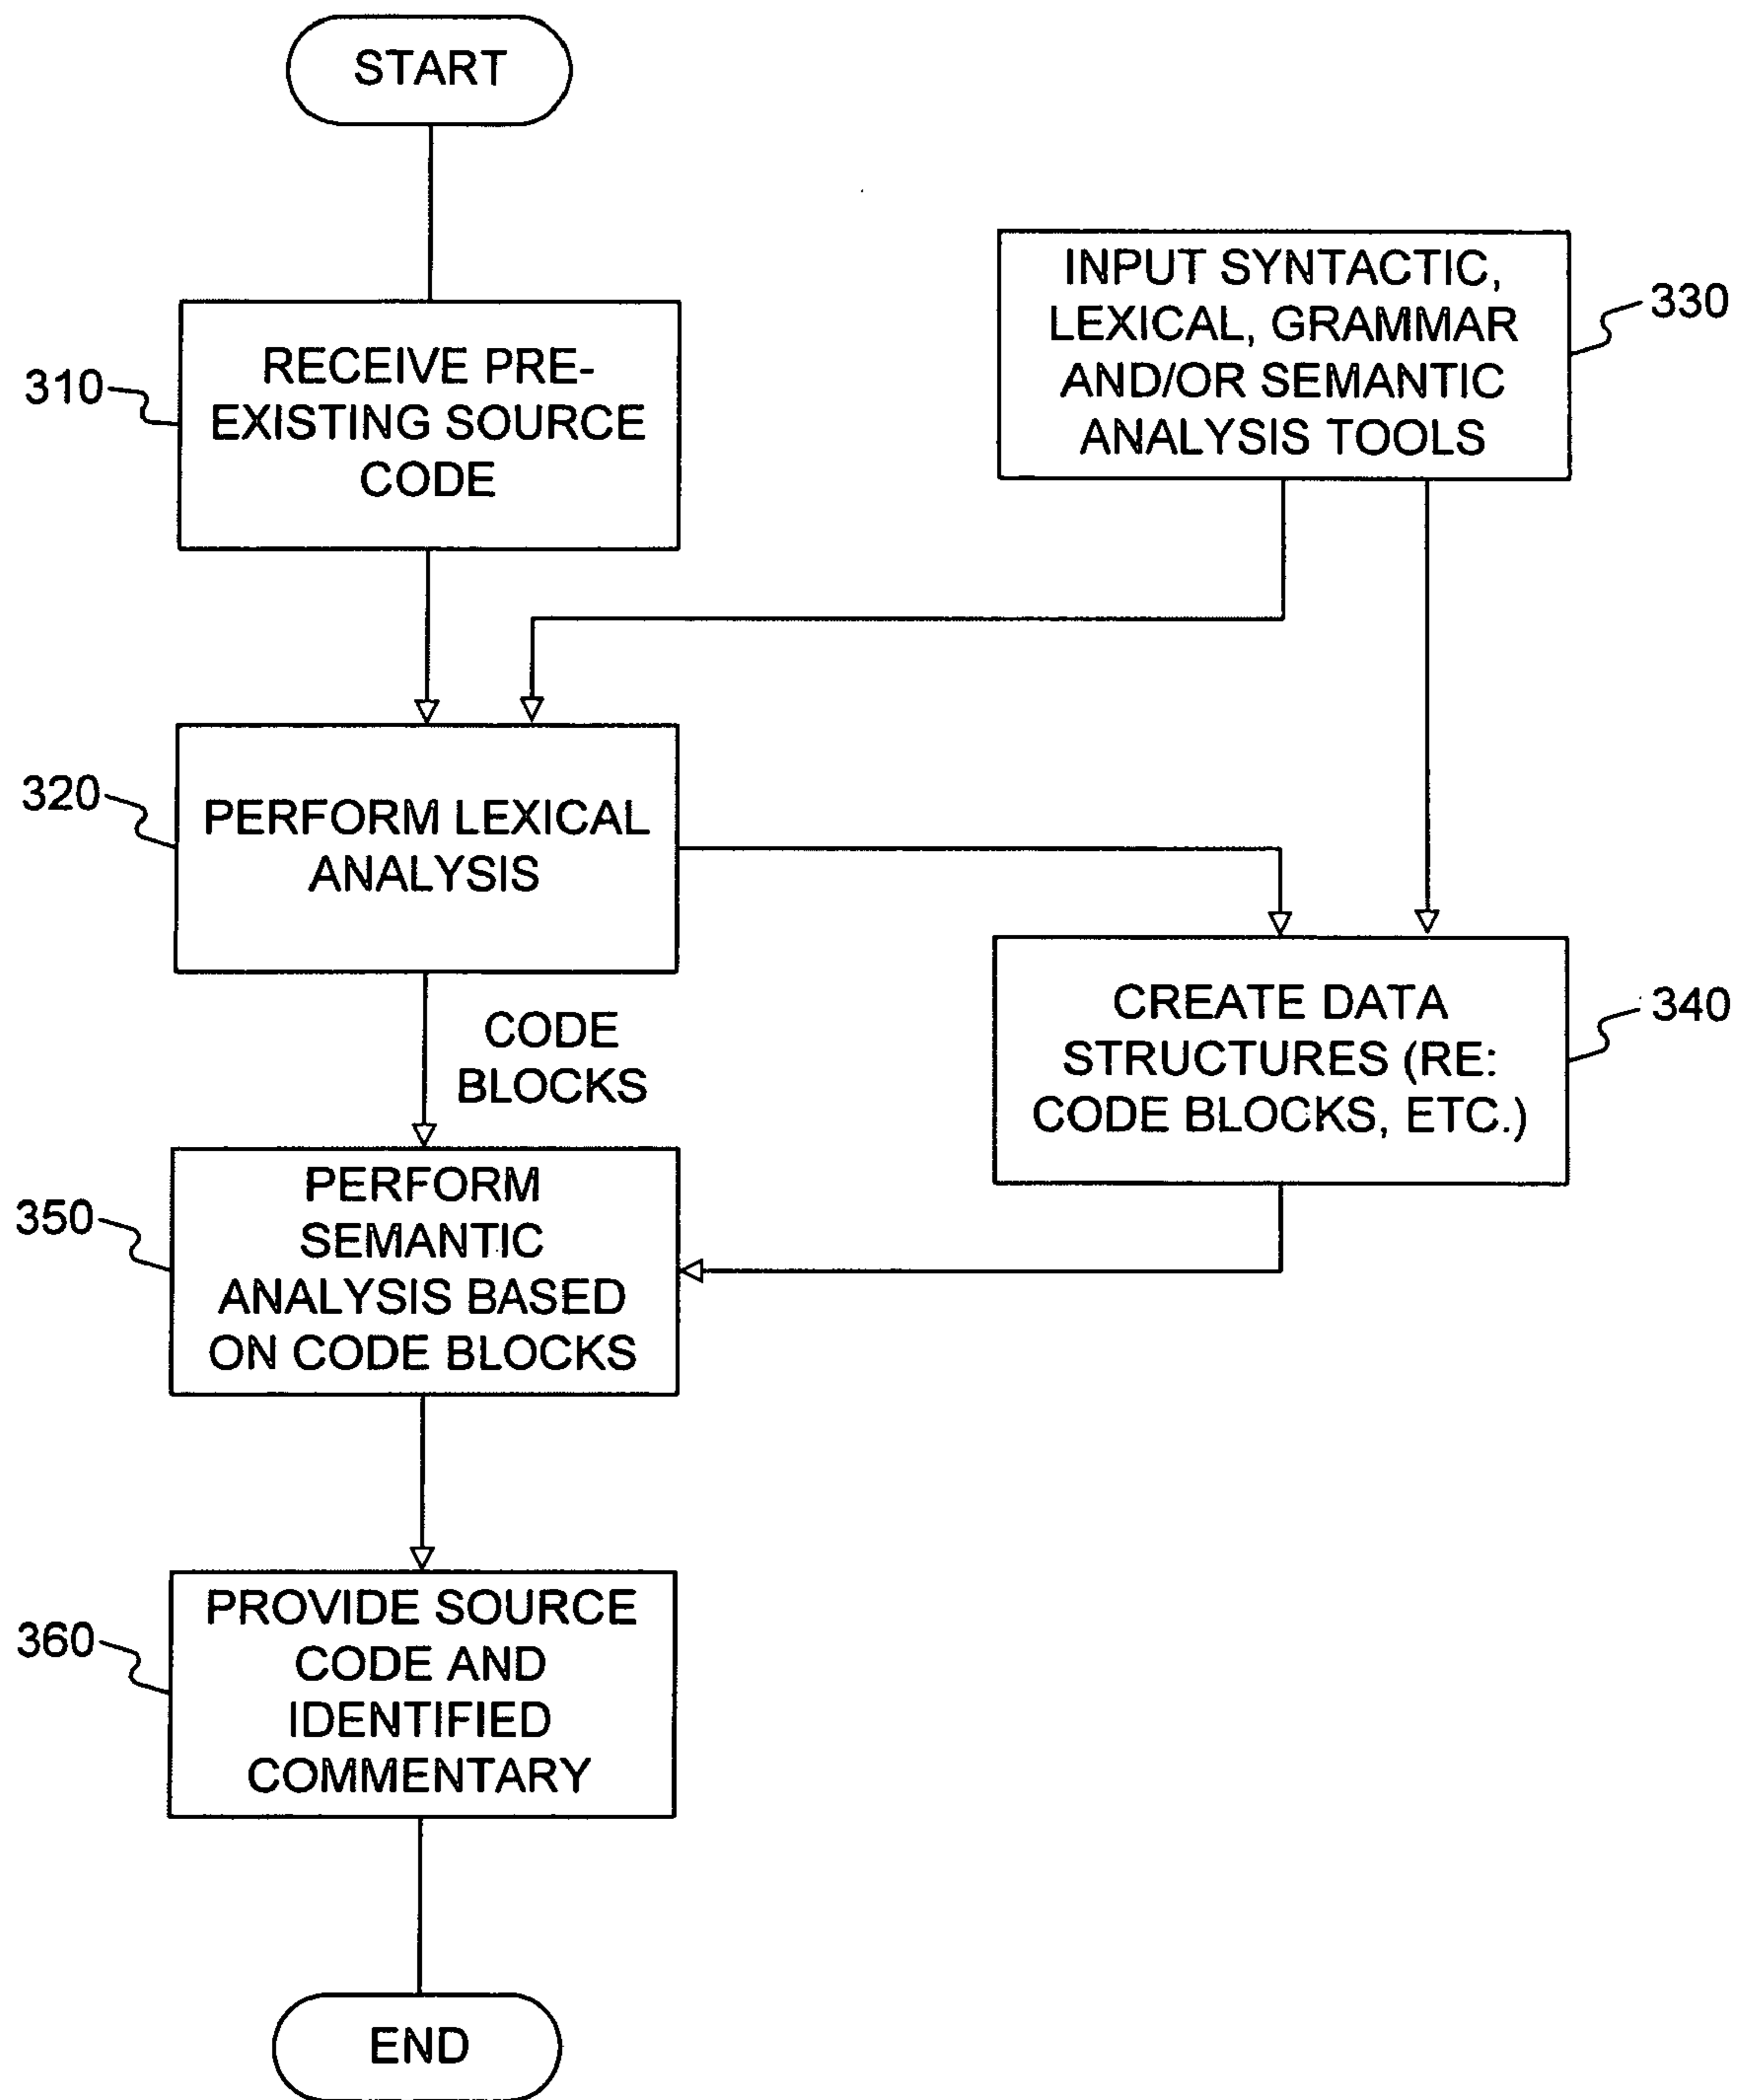 START
310
RECEIVE PRE-
EXISTING SOURCE
CODE
INPUT SYNTACTIC,
LEXICAL, GRAMMAR
AND/OR SEMANTIC
ANALYSIS TOOLS
330
320
PERFORM LEXICAL
ANALYSIS
CODE
BLOCKS
CREATE DATA
STRUCTURES (RE:
CODE BLOCKS, ETC.)
340
350
PERFORM
SEMANTIC
ANALYSIS BASED
ON CODE BLOCKS
360
PROVIDE SOURCE
CODE AND
IDENTIFIED
COMMENTARY
END